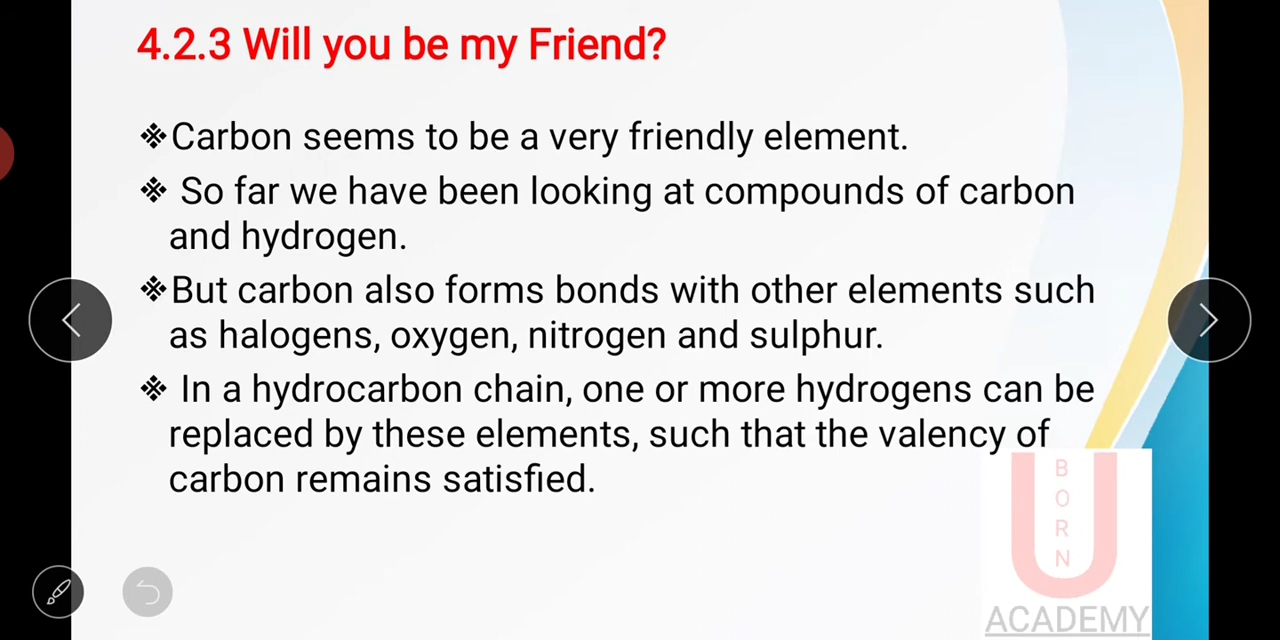 4.2.3 Will you be my Friend?
❖Carbon seems to be a very friendly element.
❖ So far we have been looking at compounds of carbon
and hydrogen.
❖But carbon also forms bonds with other elements such
as halogens, oxygen, nitrogen and sulphur.
❖ In a hydrocarbon chain, one or more hydrogens can be
replaced by these elements, such that the valency of
carbon remains satisfied.
U
BORN
ACADEMY